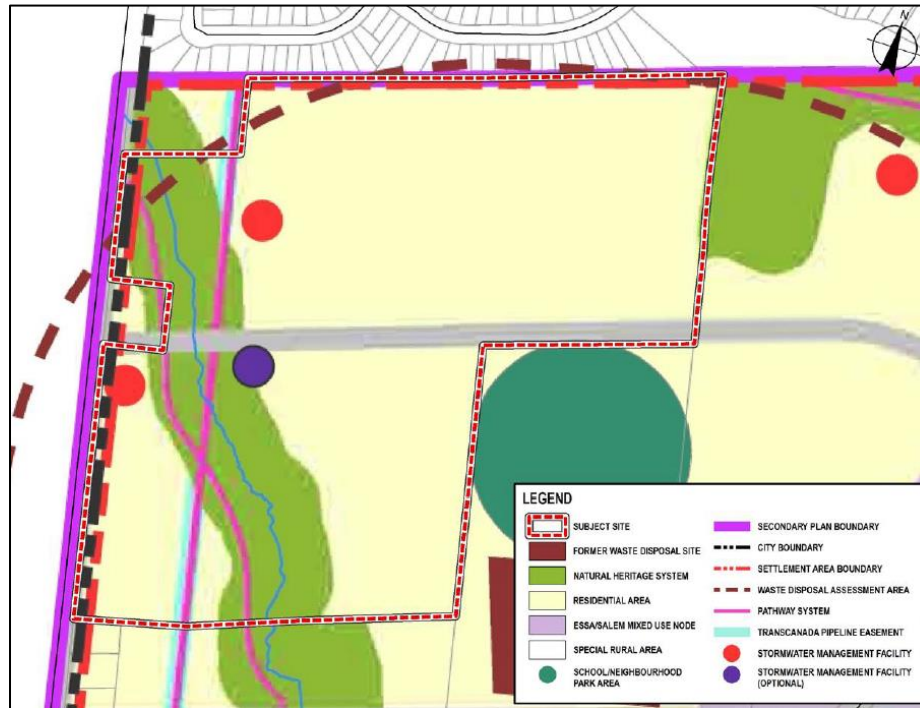 N
LEGEND
SUBJECT SITE
FORMER WASTE DISPOSAL SITE
NATURAL HERITAGE SYSTEM
RESIDENTIAL AREA
ESSA/SALEM MIXED USE NODE
SPECIAL RURAL AREA
SCHOOL/NEIGHBOURHOOD
PARK AREA
SECONDARY PLAN BOUNDARY
CITY BOUNDARY
SETTLEMENT AREA BOUNDARY
WASTE DISPOSAL ASSESSMENT AREA
PATHWAY SYSTEM
TRANSCANADA PIPELINE EASEMENT
STORMWATER MANAGEMENT FACILITY
STORMWATER MANAGEMENT FACILITY
(OPTIONAL)